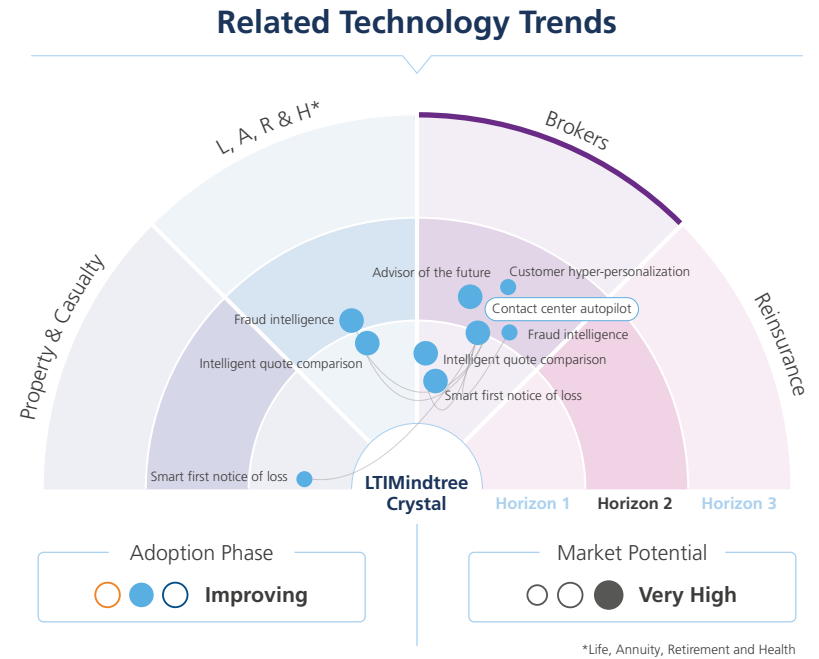 Related Technology Trends
L, A, R & H*
Brokers
Property & Casualty
Reinsurance
Advisor of the future
Customer hyper-personalization
Contact center autopilot
Fraud intelligence
Fraud intelligence
Intelligent quote comparison
Intelligent quote comparison
Smart first notice of loss
Smart first notice of loss
LTIMindtree
Crystal
Horizon 1
Horizon 2
Horizon 3
Adoption Phase
Improving
Market Potential
Very High
*Life, Annuity, Retirement and Health